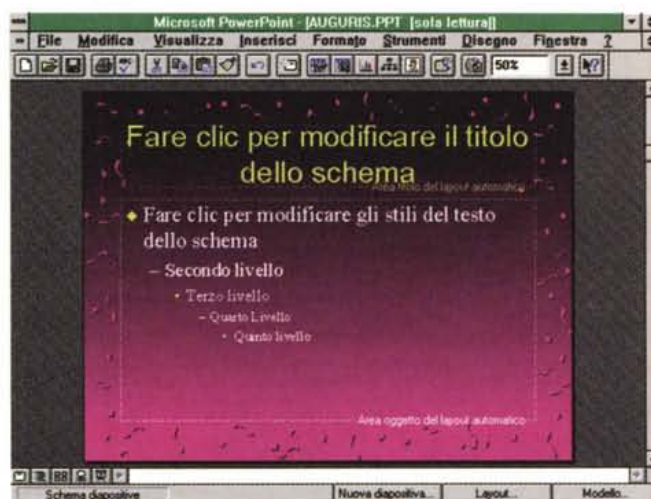 Microsoft PowerPoint - [AUGURIS.PPT [sola lettura]]
File Modifica Visualizza Inserisci Formato Strumenti Disegno Finestra ?
50%
Fare clic per modificare il titolo
dello schema
Area titolo del layout automatico
Fare clic per modificare gli stili del testo
dello schema
– Secondo livello
• Terzo livello
– Quarto Livello
• Quinto livello
Area oggetto del layout automatico
Schema diapositive Nuova diapositiva... Layout... Modello...